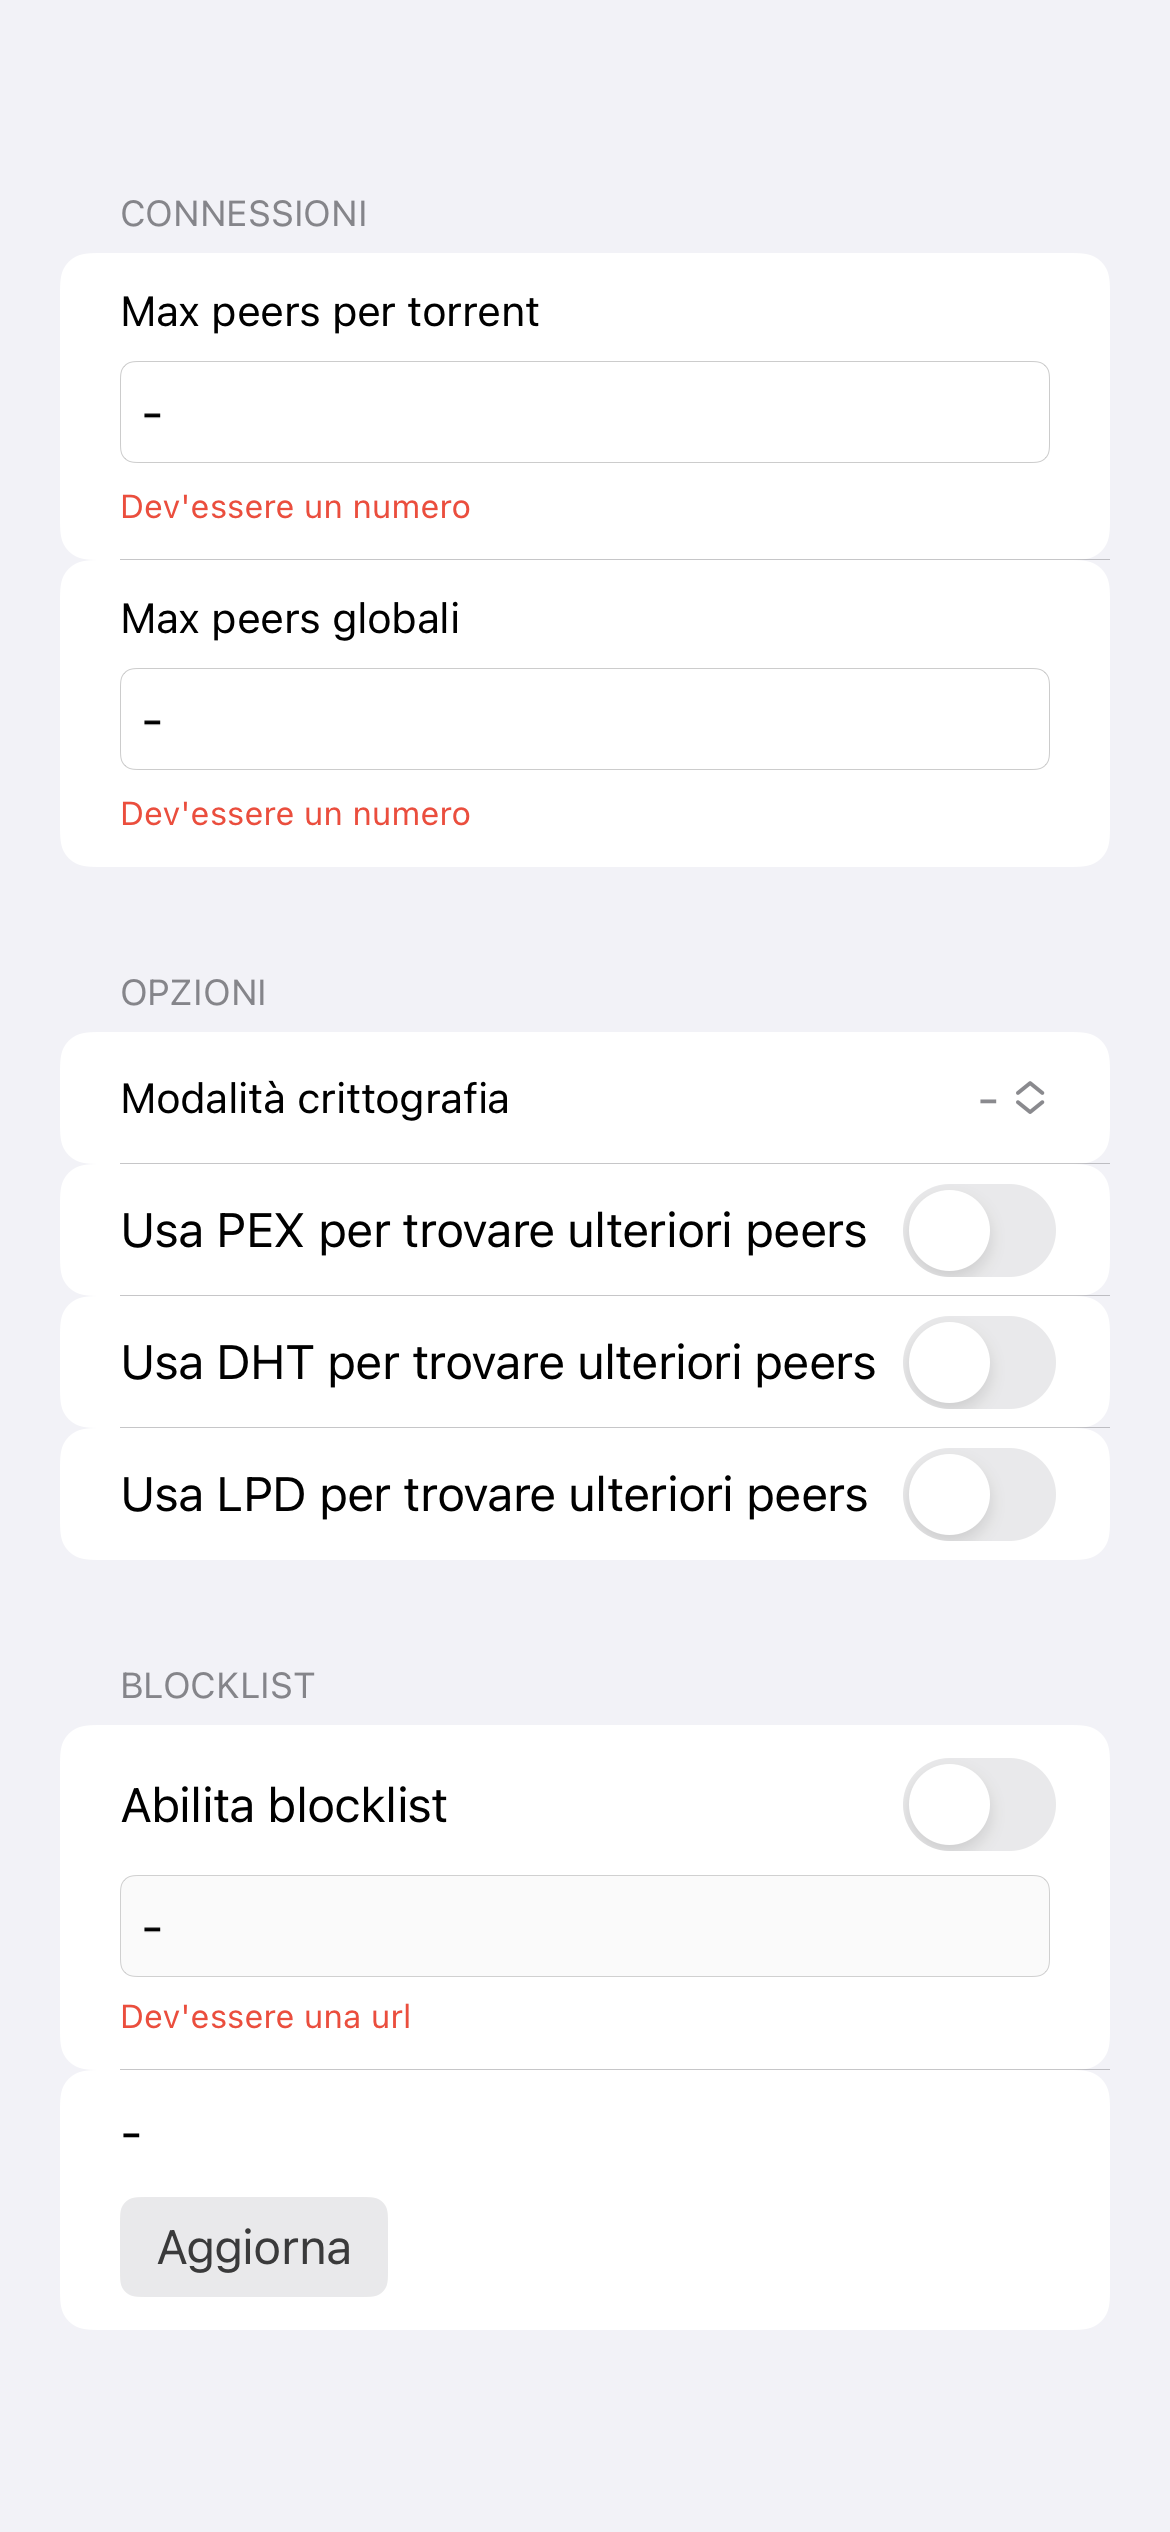 CONNESSIONI
Max peers per torrent
-
Dev'essere un numero
Max peers globali
-
Dev'essere un numero
OPZIONI
Modalità crittografia -
Usa PEX per trovare ulteriori peers
Usa DHT per trovare ulteriori peers
Usa LPD per trovare ulteriori peers
BLOCKLIST
Abilita blocklist
-
Dev'essere una url
-
Aggiorna